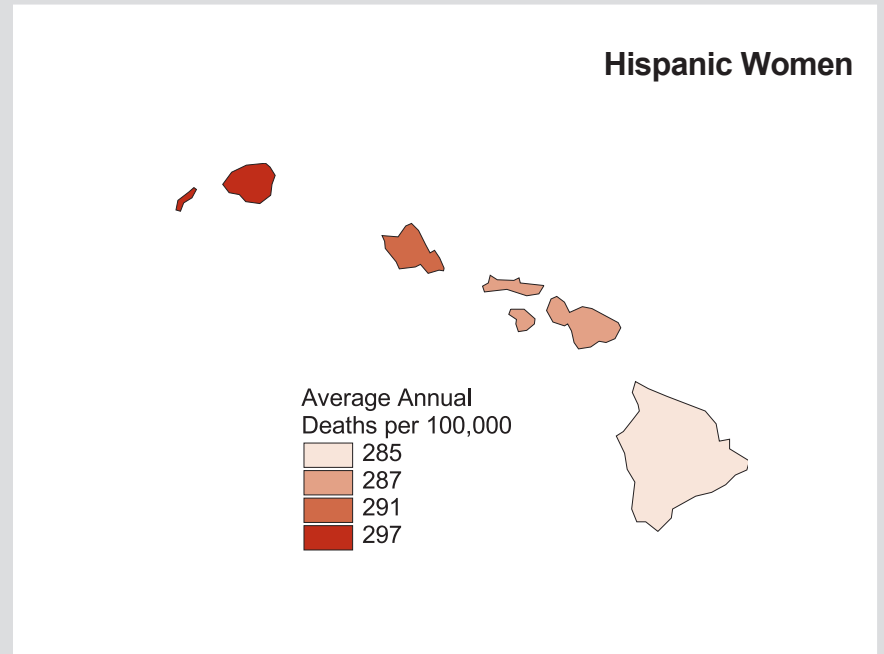 Hispanic Women
Average Annual
Deaths per 100,000
285
287
291
297